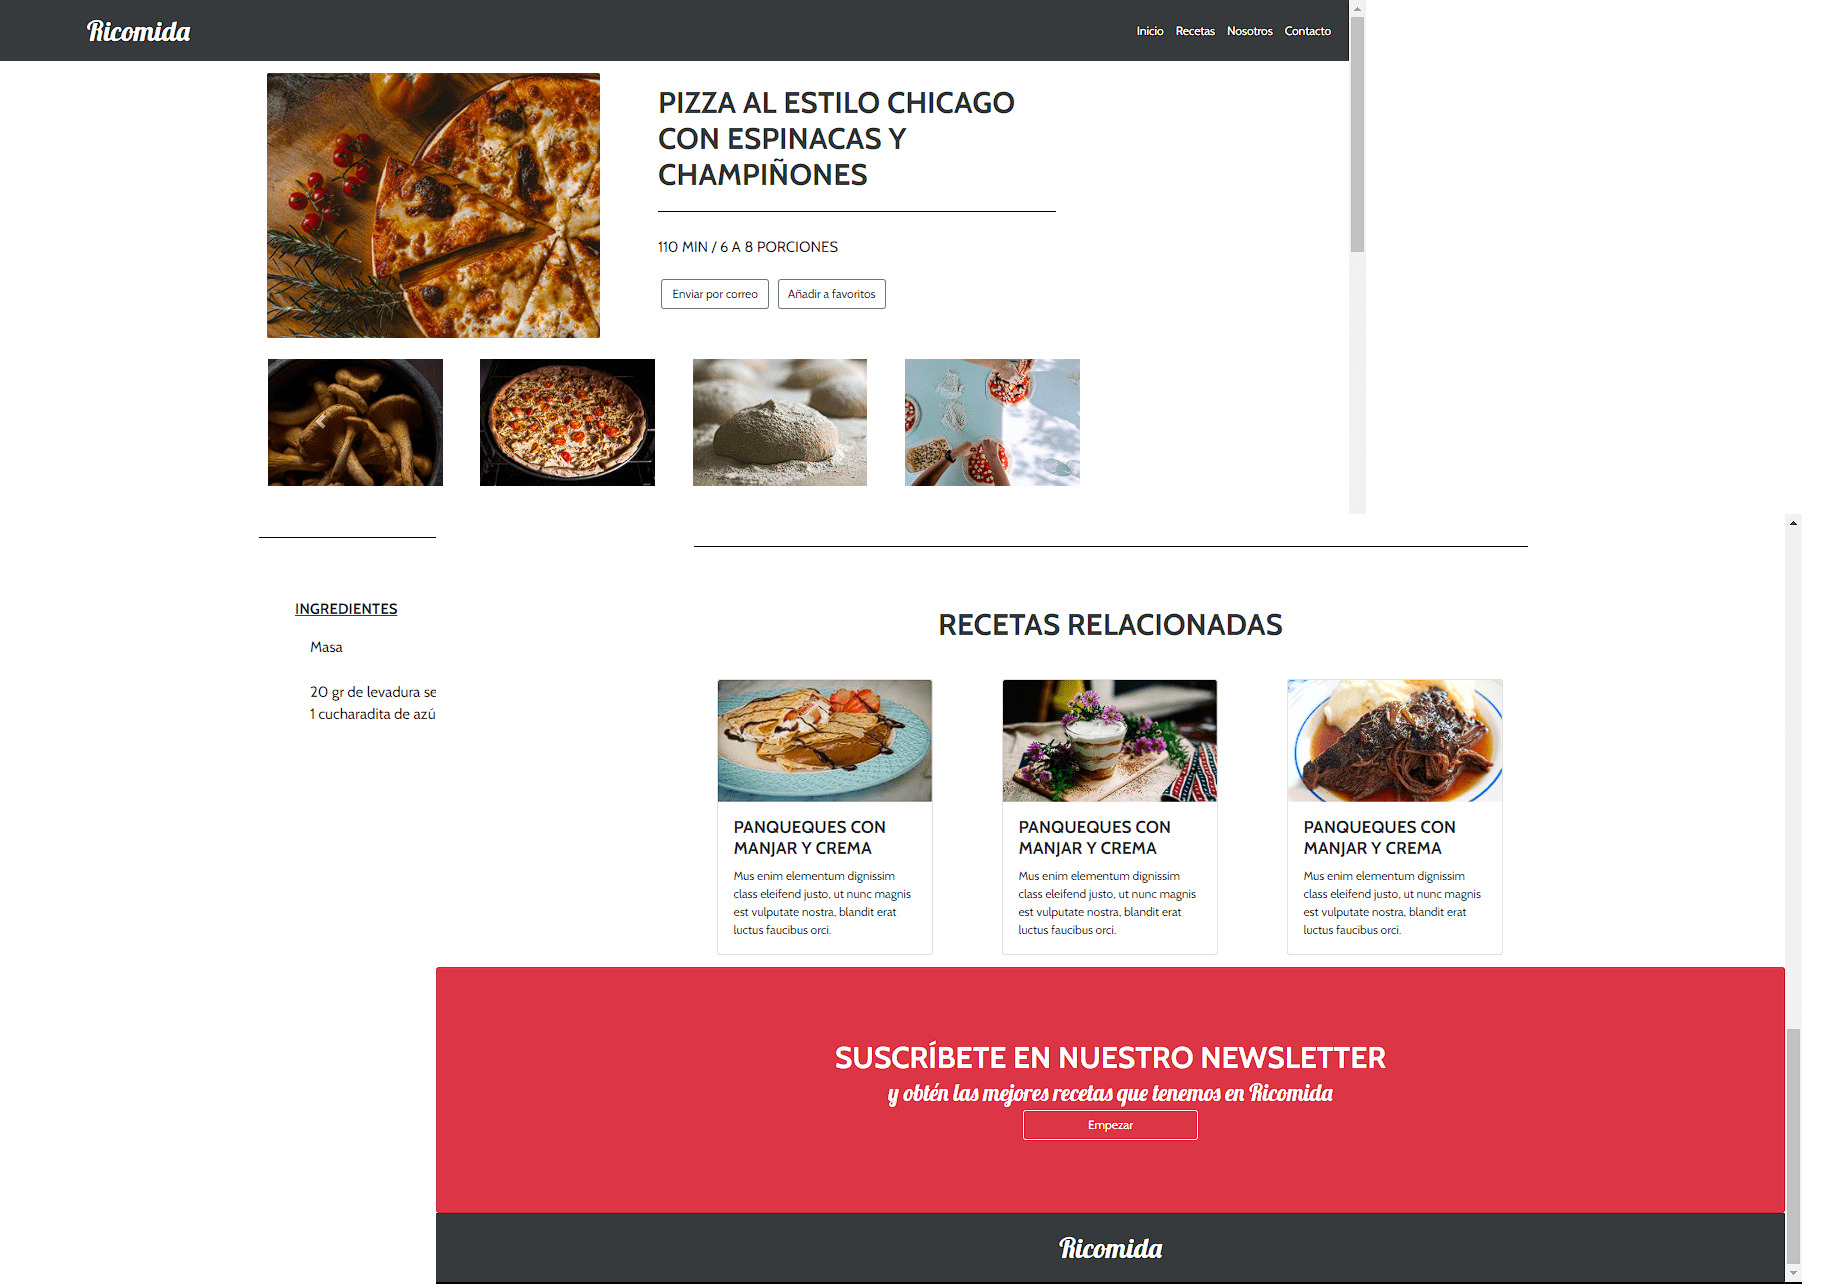 Ricomida
Inicio Recetas Nosotros Contacto
PIZZA AL ESTILO CHICAGO
CON ESPINACAS Y
CHAMPIÑONES
110 MIN / 6 A 8 PORCIONES
Enviar por correo Añadir a favoritos
INGREDIENTES
Masa
20 gr de levadura se
1 cucharadita de azú
RECETAS RELACIONADAS
PANQUEQUES CON
MANJAR Y CREMA
Mus enim elementum dignissim
class eleifend justo, ut nunc magnis
est vulputate nostra, blandit erat
luctus faucibus orci.
PANQUEQUES CON
MANJAR Y CREMA
Mus enim elementum dignissim
class eleifend justo, ut nunc magnis
est vulputate nostra, blandit erat
luctus faucibus orci.
PANQUEQUES CON
MANJAR Y CREMA
Mus enim elementum dignissim
class eleifend justo, ut nunc magnis
est vulputate nostra, blandit erat
luctus faucibus orci.
SUSCRÍBETE EN NUESTRO NEWSLETTER
y obtén las mejores recetas que tenemos en Ricomida
Empezar
Ricomida